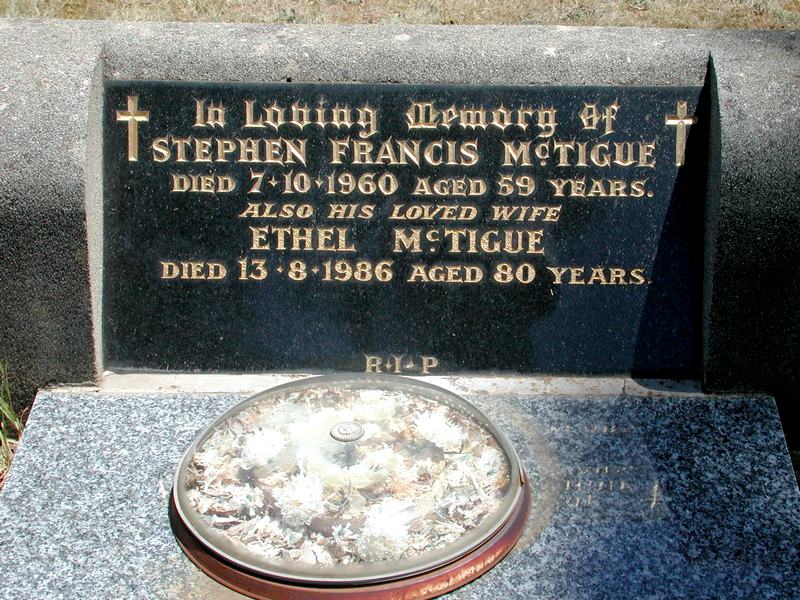 In Loving Memory Of
STEPHEN FRANCIS McTIGUE
DIED 7·10·1960 AGED 59 YEARS.
ALSO HIS LOVED WIFE
ETHEL McTIGUE
DIED 13·8·1986 AGED 80 YEARS.
R·I·P